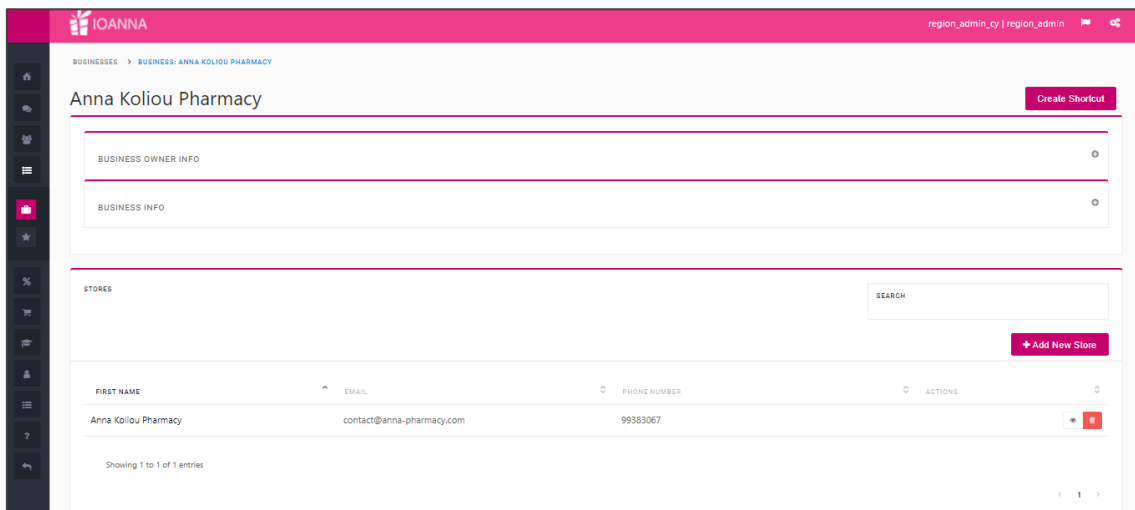 IOANNA
region_admin_cy | region_admin
BUSINESSES > BUSINESS: ANNA KOLIOU PHARMACY
Anna Koliou Pharmacy
Create Shortcut
BUSINESS OWNER INFO
BUSINESS INFO
STORES
SEARCH
+ Add New Store
FIRST NAME EMAIL PHONE NUMBER ACTIONS
Anna Koliou Pharmacy contact@anna-pharmacy.com 99383067
Showing 1 to 1 of 1 entries
< 1 >